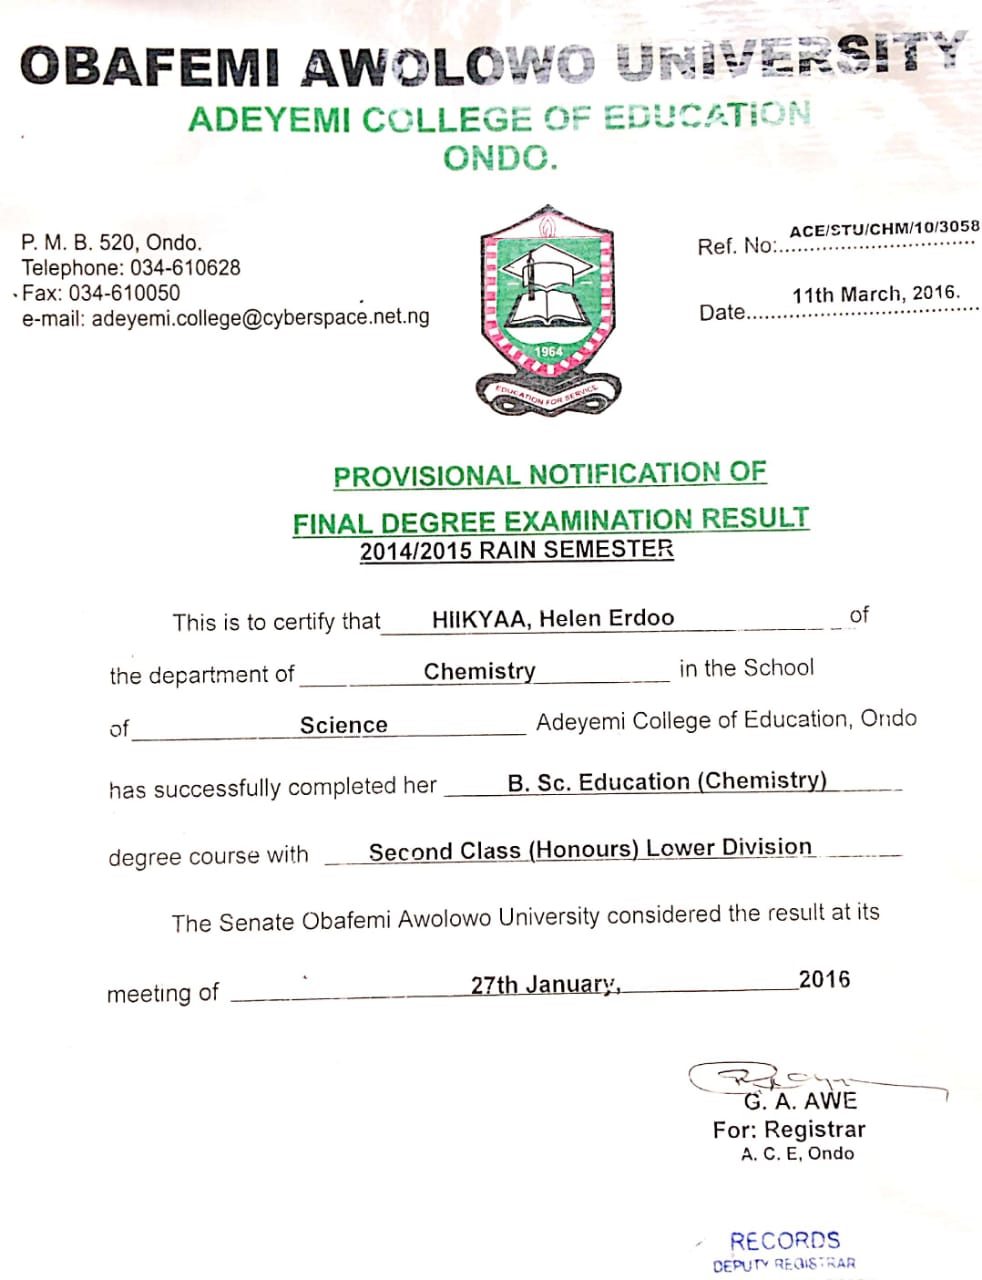 OBAFEMI AWOLOWO UNIVERSITY
ADEYEMI COLLEGE OF EDUCATION
ONDO.
P. M. B. 520, Ondo.
Telephone: 034-610628
Fax: 034-610050
e-mail: adeyemi.college@cyberspace.net.ng
1964
EDUCATION FOR SERVICE
Ref. No:.................................... ACE/STU/CHM/10/3058
Date.................................... 11th March, 2016.
PROVISIONAL NOTIFICATION OF
FINAL DEGREE EXAMINATION RESULT
2014/2015 RAIN SEMESTER
This is to certify that HIIKYAA, Helen Erdoo of
the department of Chemistry in the School
of Science Adeyemi College of Education, Ondo
has successfully completed her B. Sc. Education (Chemistry)
degree course with Second Class (Honours) Lower Division
The Senate Obafemi Awolowo University considered the result at its
meeting of 27th January, 2016
G. A. AWE
For: Registrar
A. C. E, Ondo
RECORDS
DEPUTY REGISTRAR